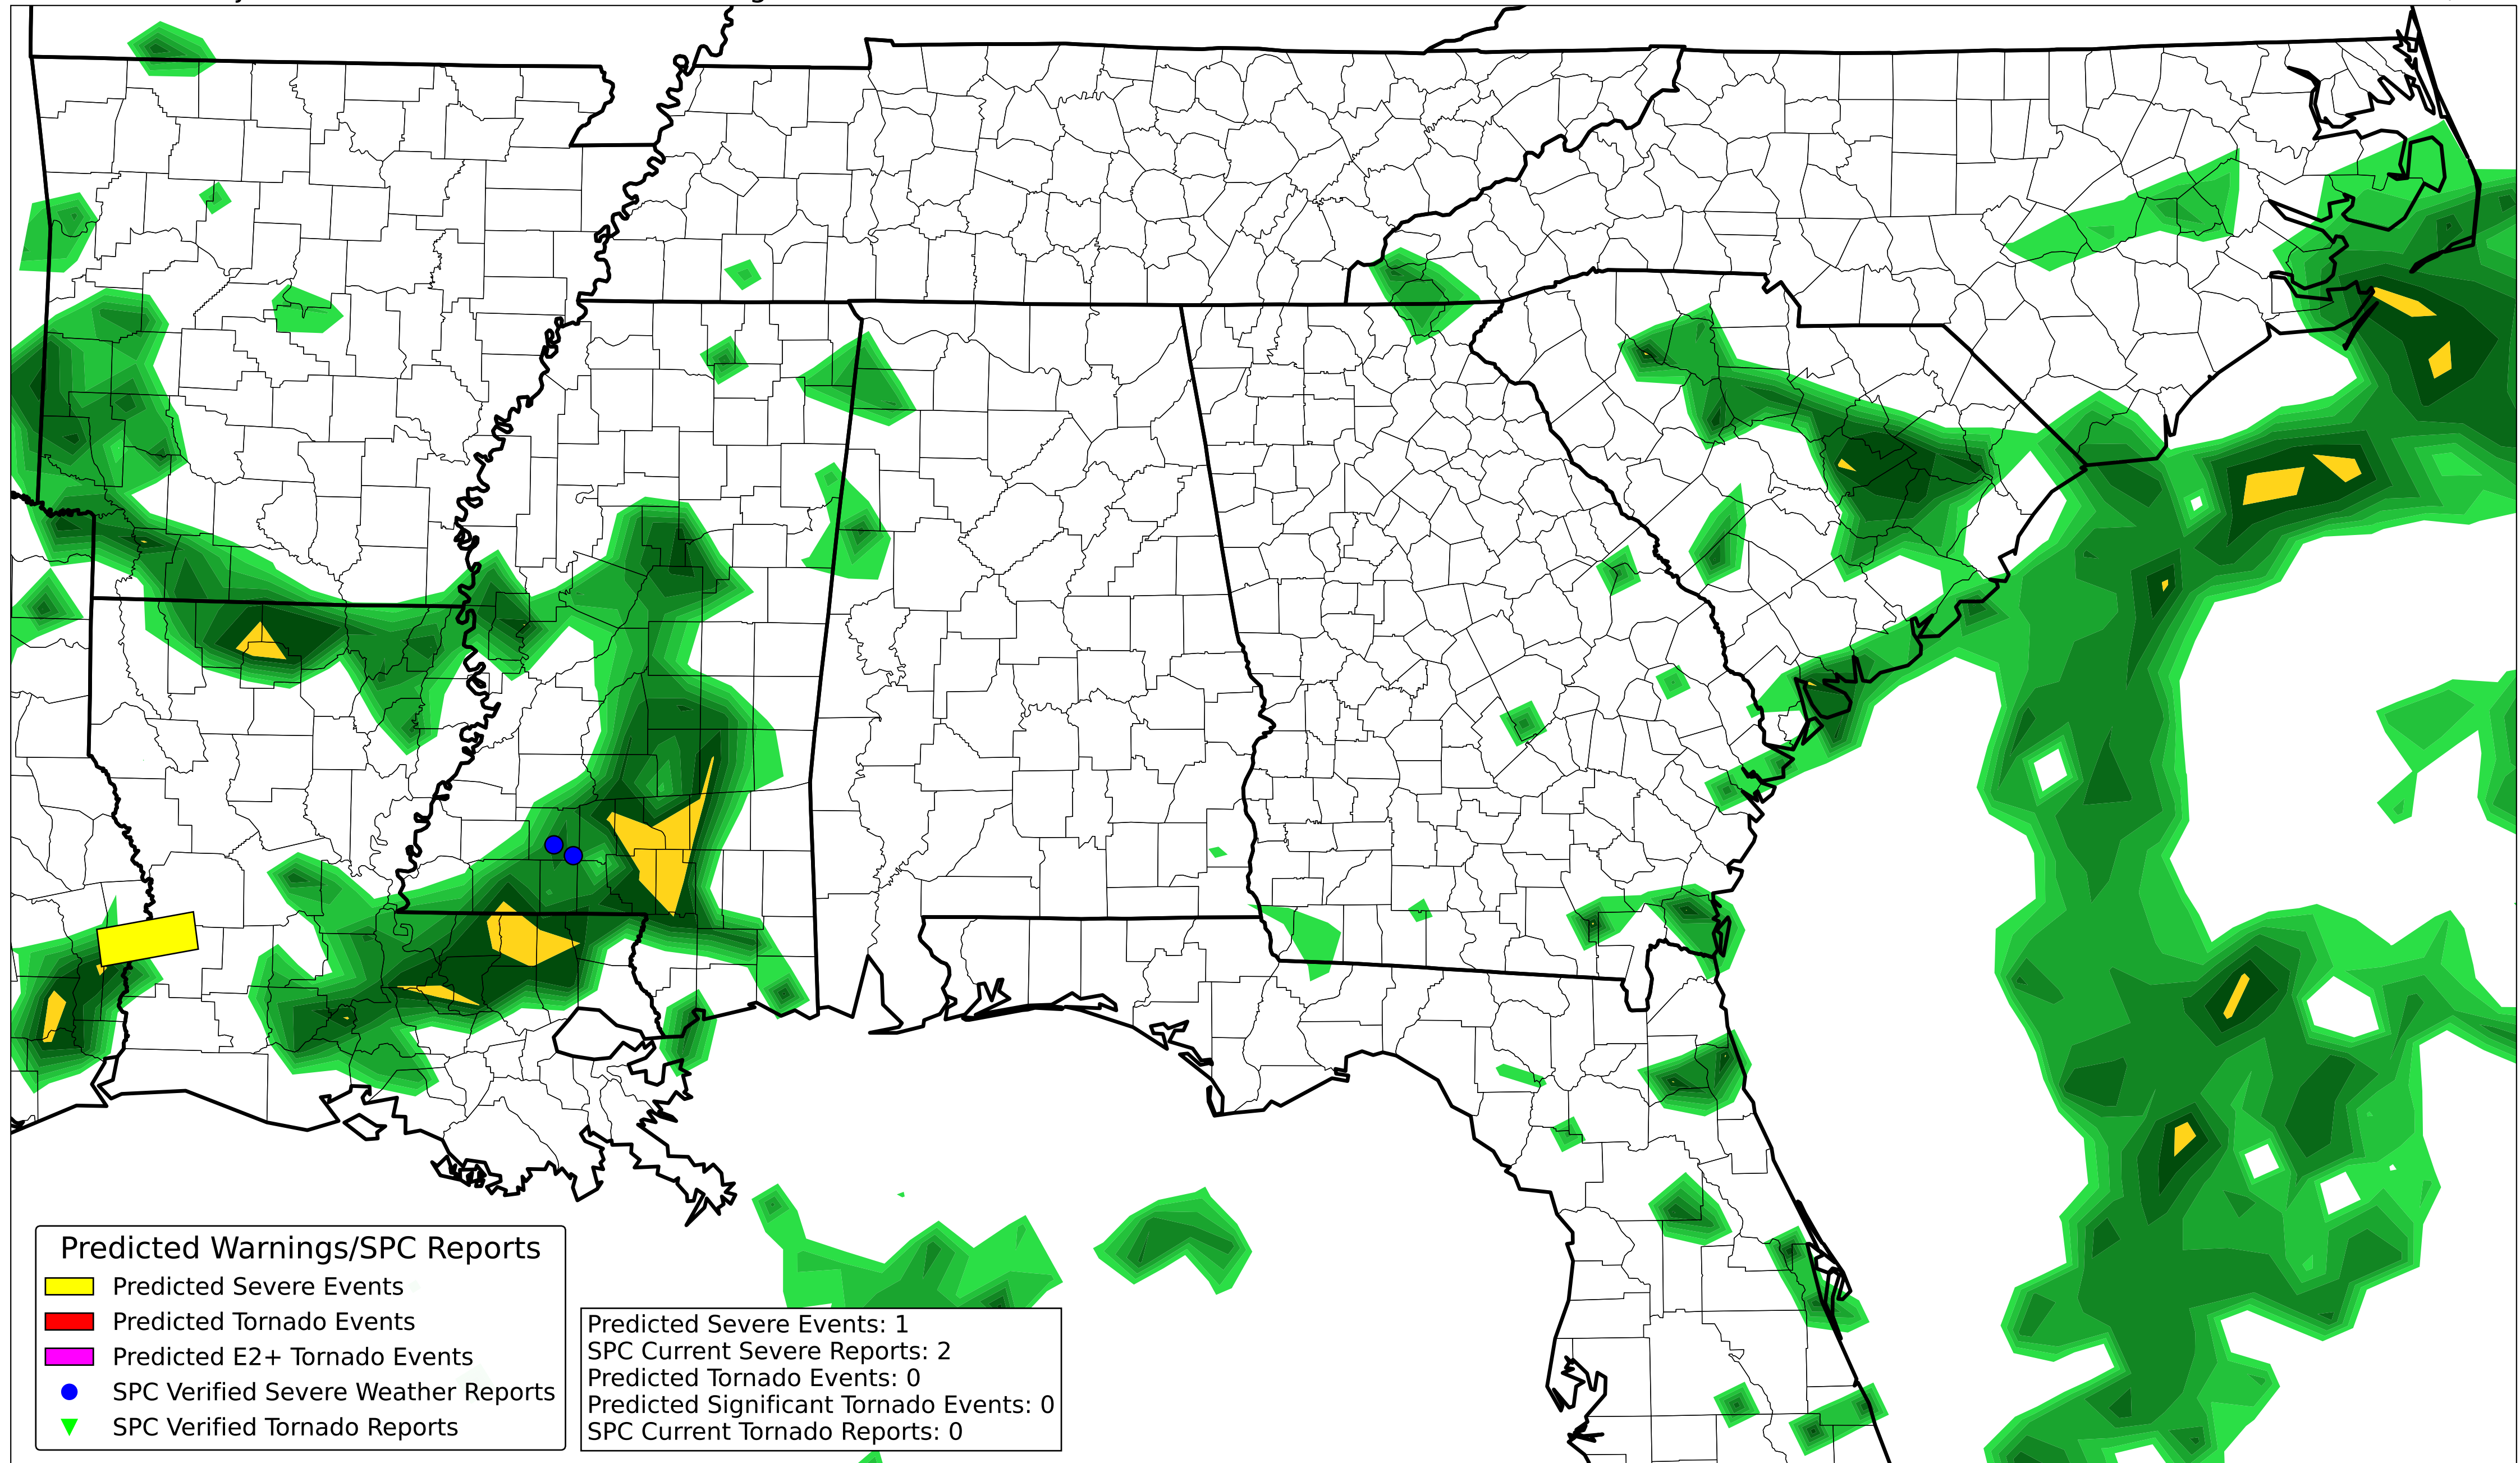 Predicted Warnings/SPC Reports
Predicted Severe Events
Predicted Tornado Events
Predicted E2+ Tornado Events
SPC Verified Severe Weather Reports
SPC Verified Tornado Reports
Predicted Severe Events: 1
SPC Current Severe Reports: 2
Predicted Tornado Events: 0
Predicted Significant Tornado Events: 0
SPC Current Tornado Reports: 0